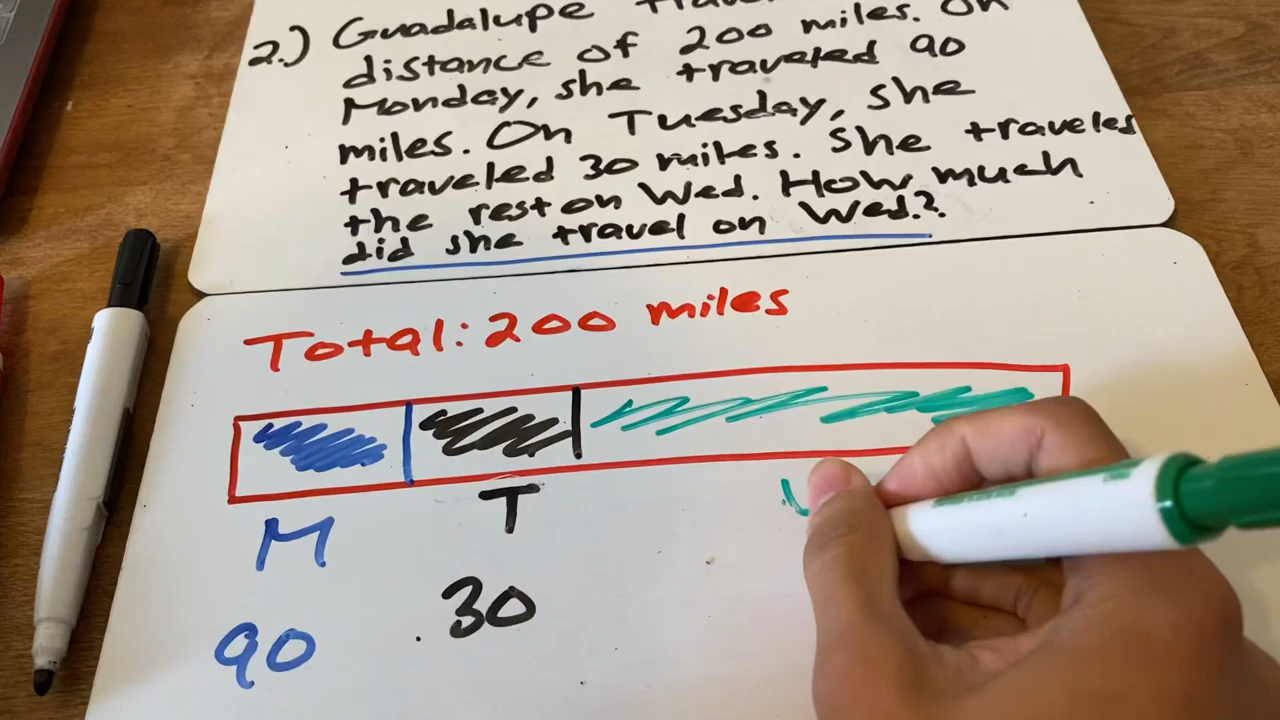 2.) Guadalupe
distance of 200 miles. On
Monday, she traveled 90
miles. On Tuesday, she
traveled 30 miles. She traveled
the rest on Wed. How much
did she travel on Wed.?
Total: 200 miles
M T
90 30